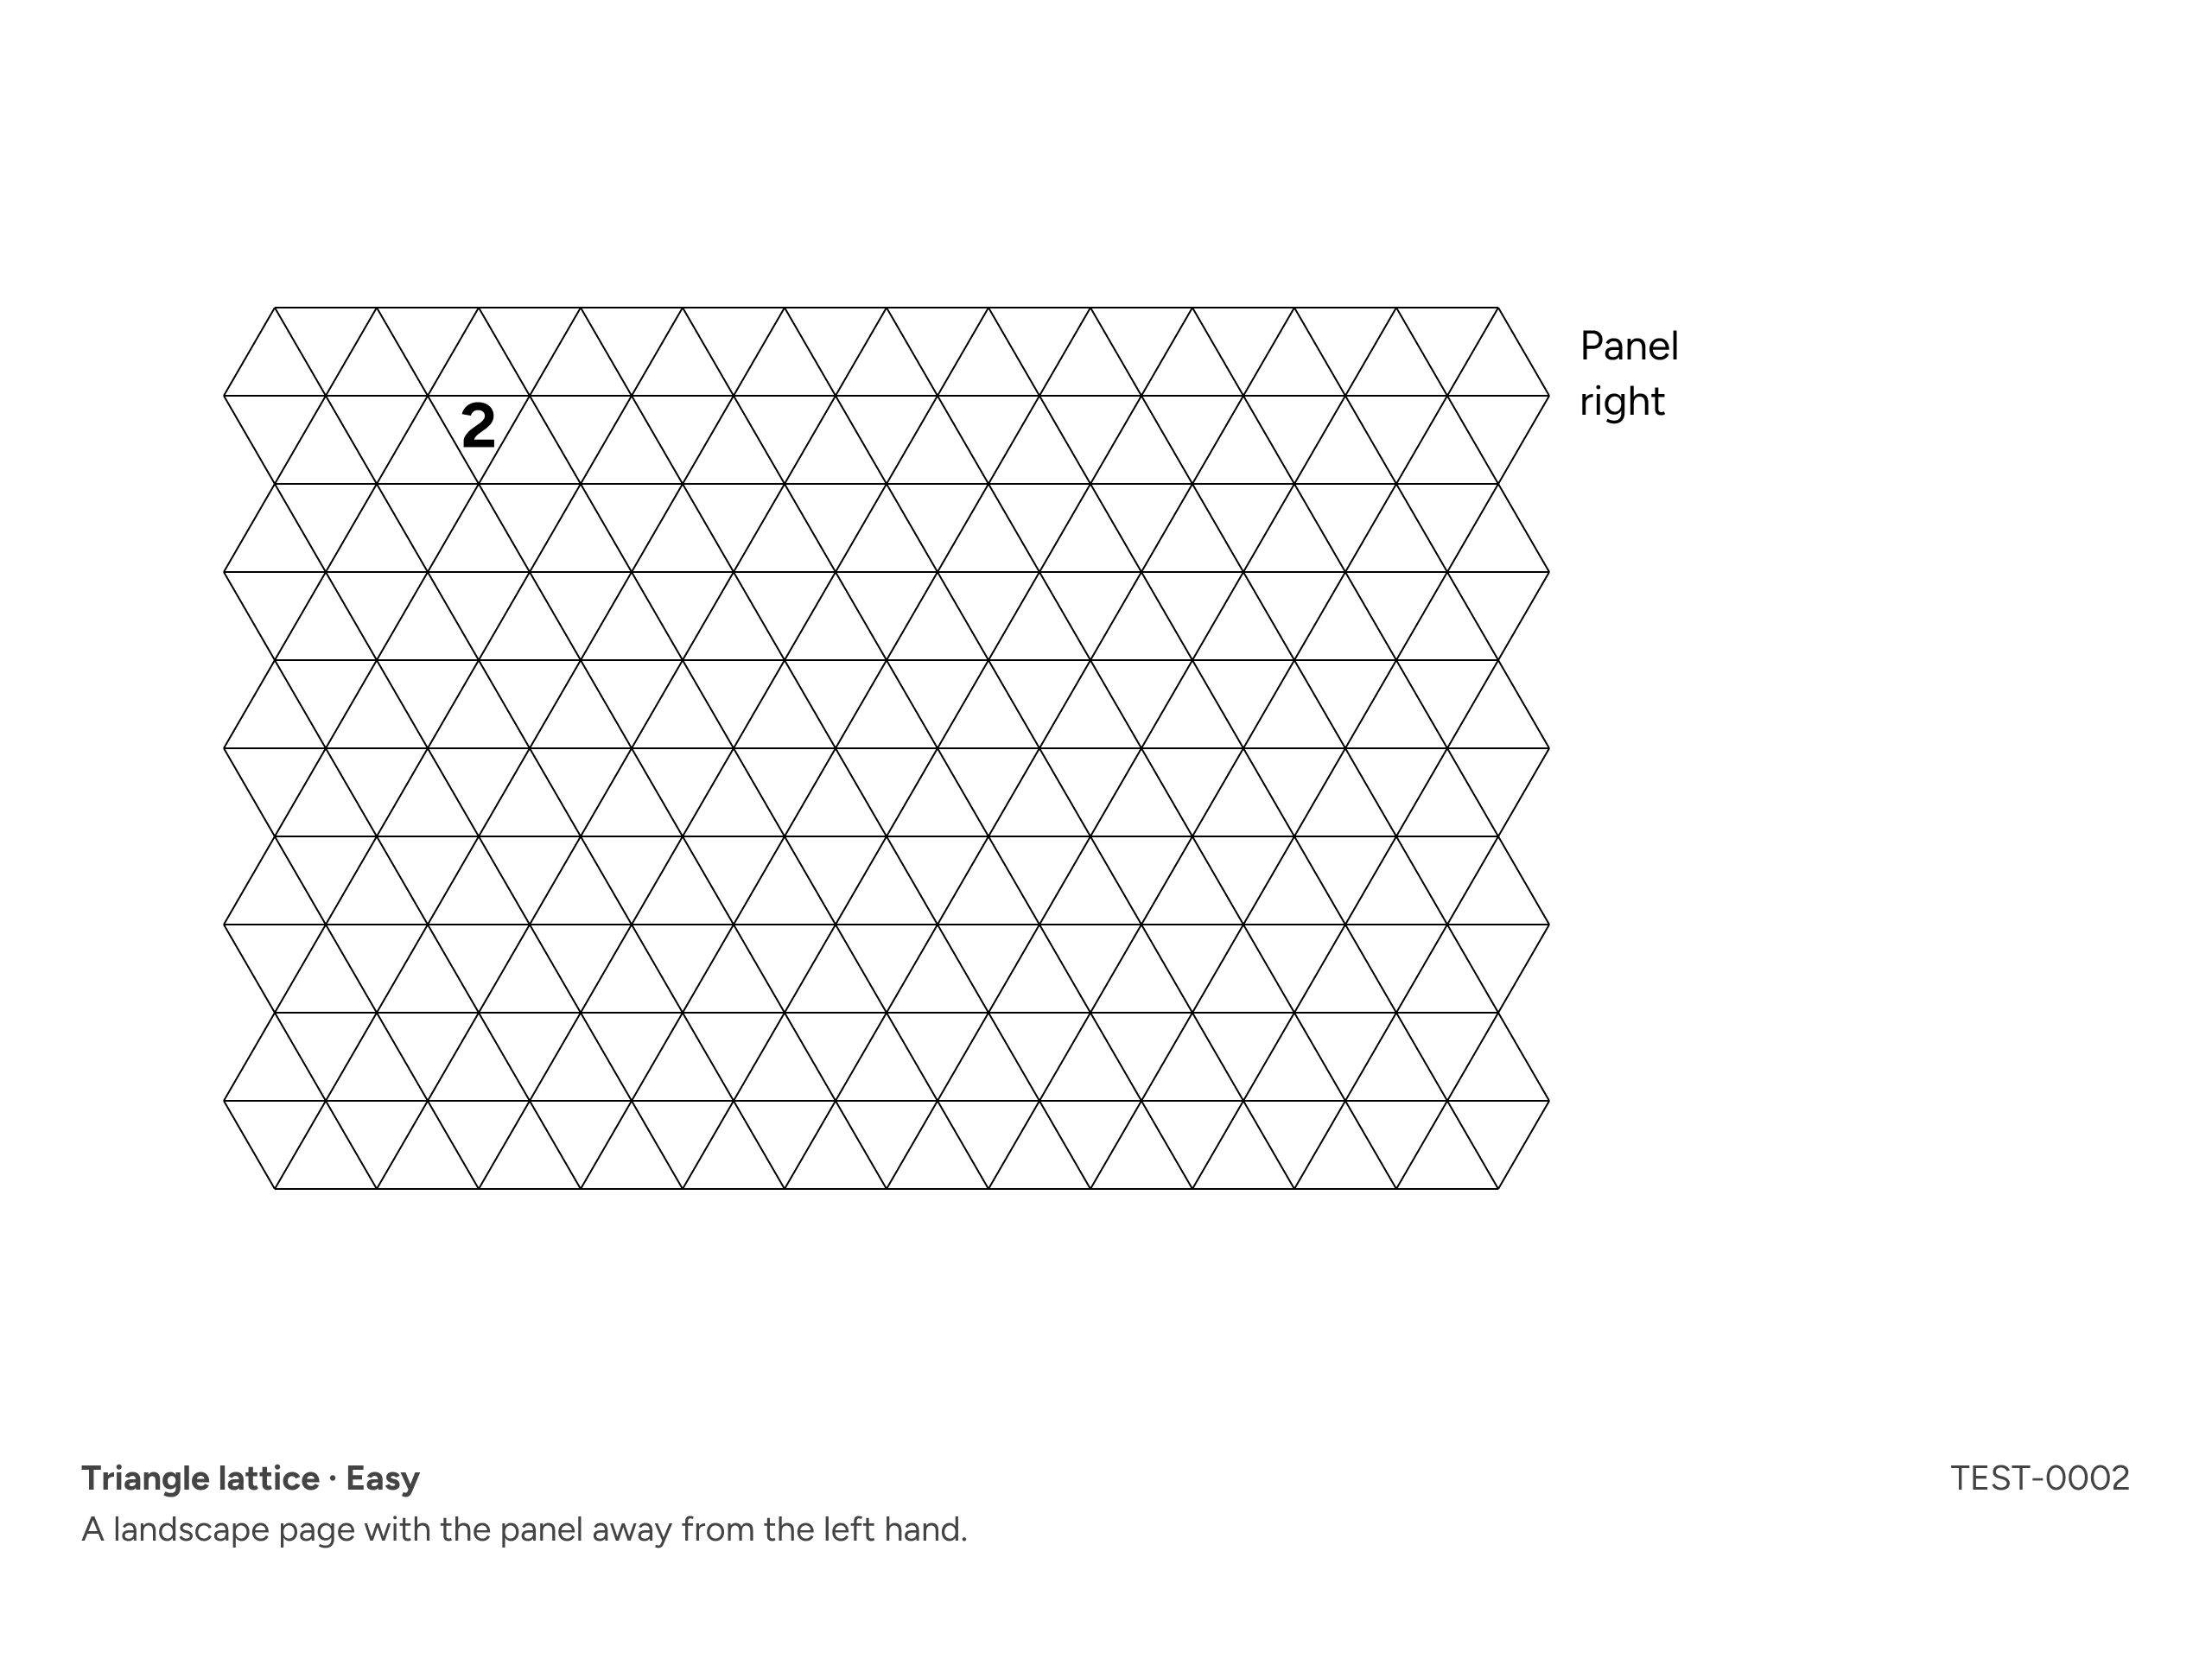 Panel
right
2
Triangle lattice · Easy
TEST-0002
A landscape page with the panel away from the left hand.